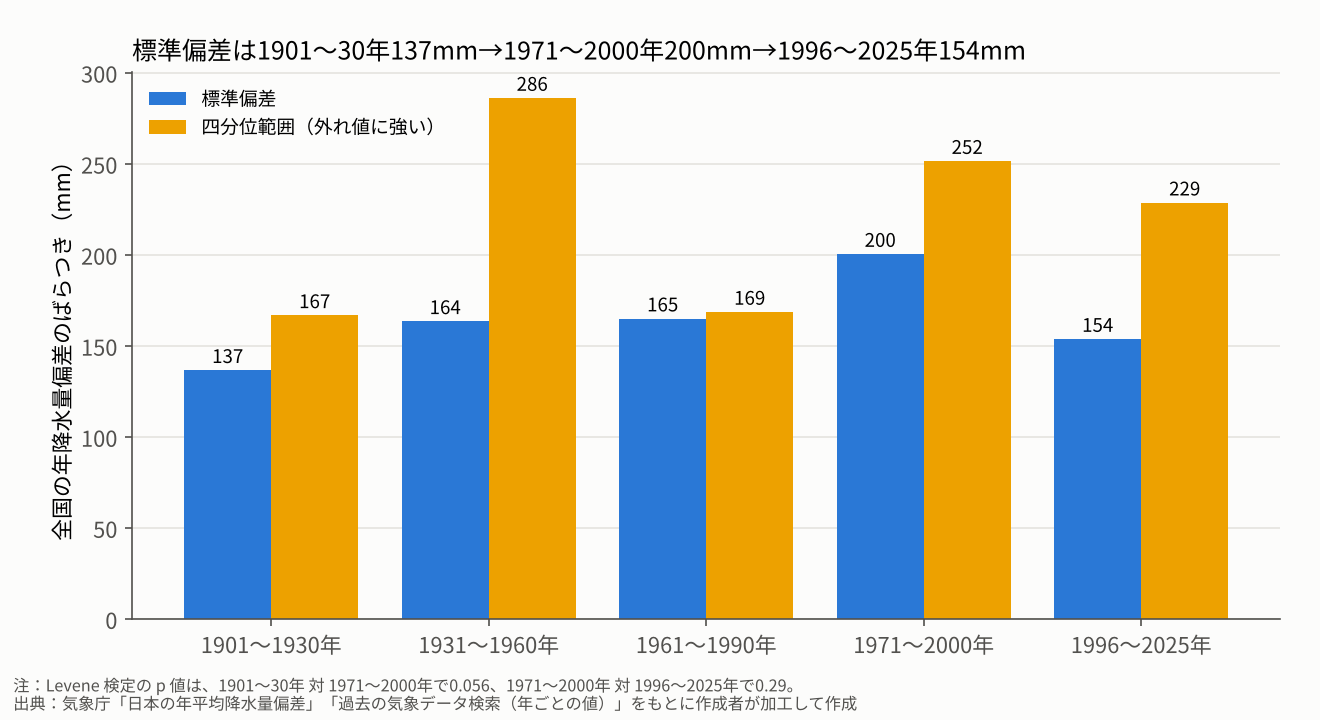 標準偏差は1901～30年137mm→1971～2000年200mm→1996～2025年154mm
標準偏差
四分位範囲（外れ値に強い）
全国の年降水量偏差のばらつき（mm）
300
250
200
150
100
50
0
137
167
164
286
165
169
200
252
154
229
1901～1930年
1931～1960年
1961～1990年
1971～2000年
1996～2025年
注：Levene 検定の p 値は、1901～30年 対 1971～2000年で0.056、1971～2000年 対 1996～2025年で0.29。
出典：気象庁「日本の年平均降水量偏差」「過去の気象データ検索（年ごとの値）」をもとに作成者が加工して作成